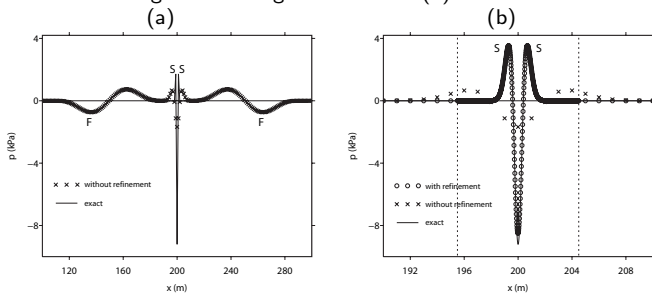 (a)
(b)
4
0
−4
−8
p (kPa)
S S
F
F
without refinement
exact
120
160
200
240
280
x (m)
4
0
−4
−8
p (kPa)
S
S
with refinement
without refinement
exact
192
196
200
204
208
x (m)